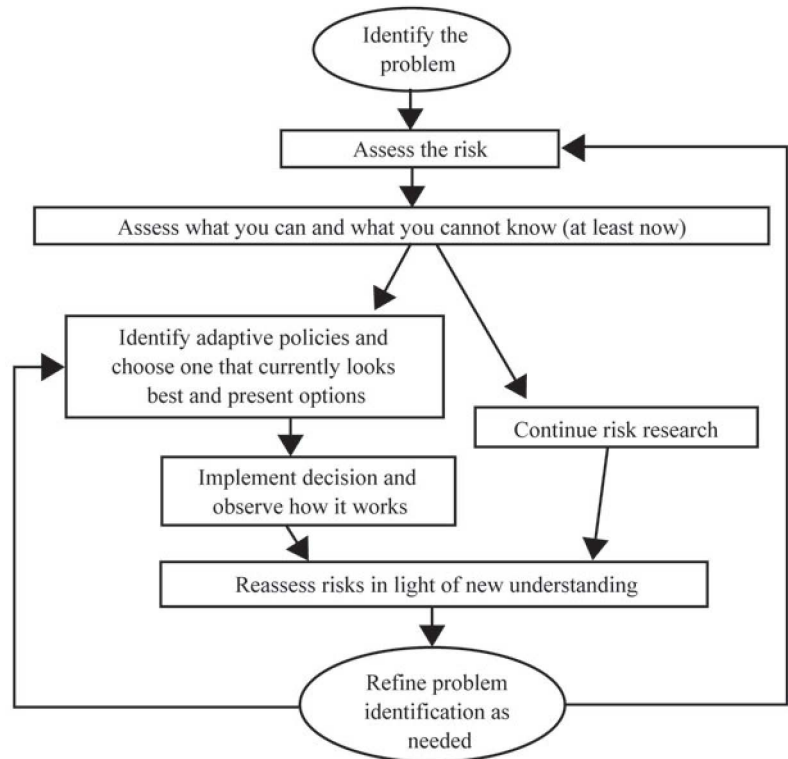 Identify the
problem
Assess the risk
Assess what you can and what you cannot know (at least now)
Identify adaptive policies and
choose one that currently looks
best and present options
Continue risk research
Implement decision and
observe how it works
Reassess risks in light of new understanding
Refine problem
identification as
needed